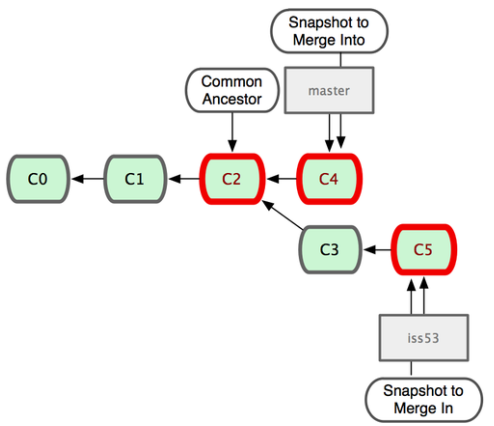 Snapshot to
Merge Into
Common
Ancestor
master
C0
C1
C2
C4
C3
C5
iss53
Snapshot to
Merge In